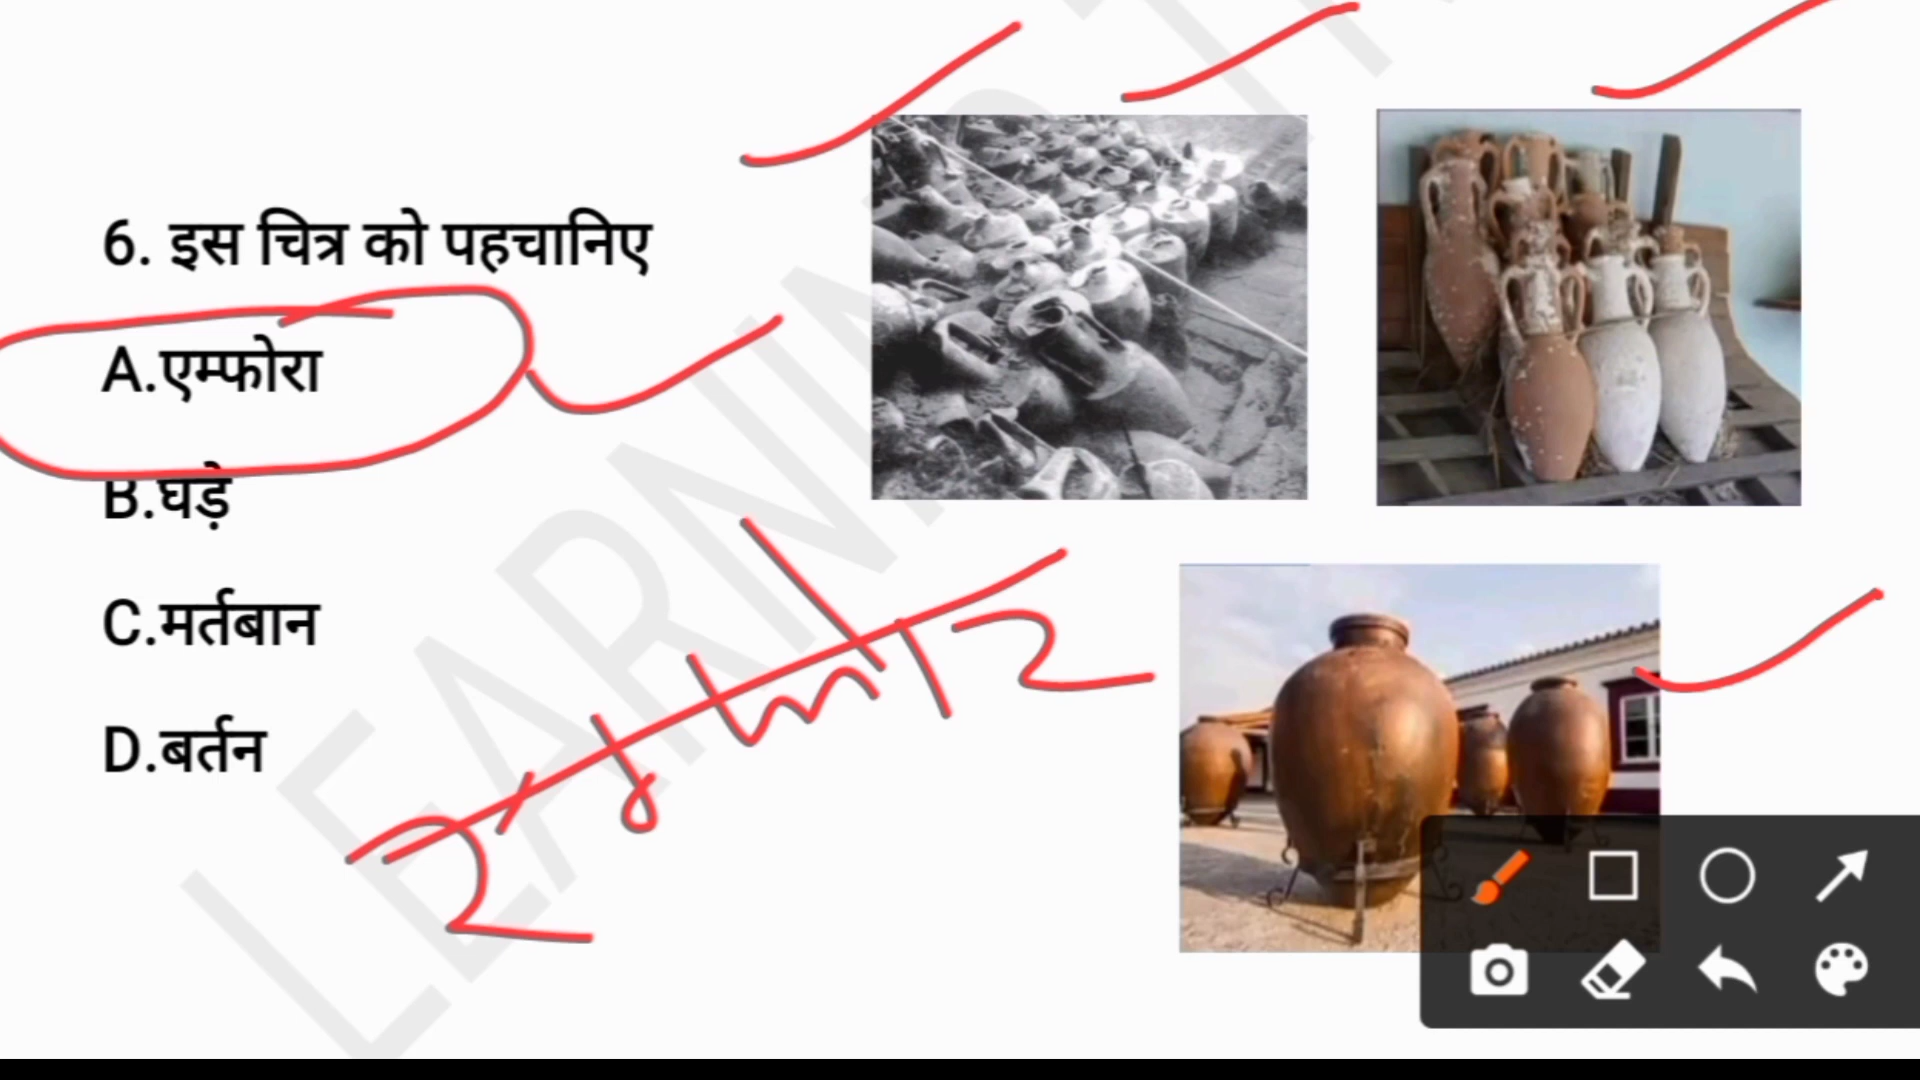 6. इस चित्र को पहचानिए
A.एम्फोरा
B.घड़े
C.मर्तबान
D.बर्तन